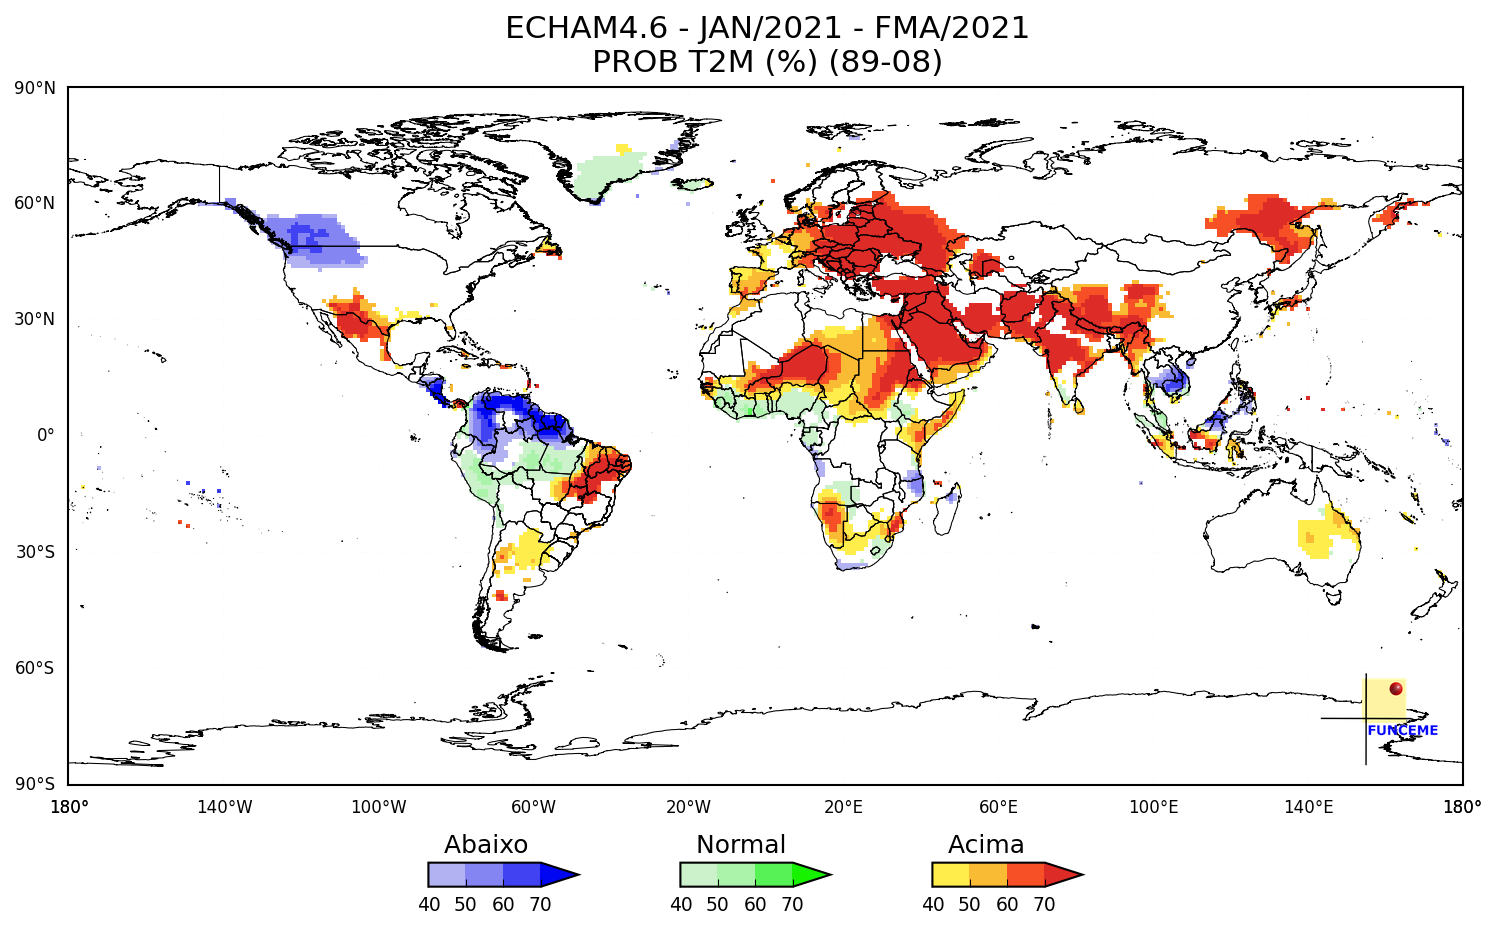 ECHAM4.6 - JAN/2021 - FMA/2021
PROB T2M (%) (89-08)
90°N
60°N
30°N
0°
30°S
60°S
90°S
FUNCEME
180° 140°W 100°W 60°W 20°W 20°E 60°E 100°E 140°E 180°
Abaixo Normal Acima
40 50 60 70 40 50 60 70 40 50 60 70